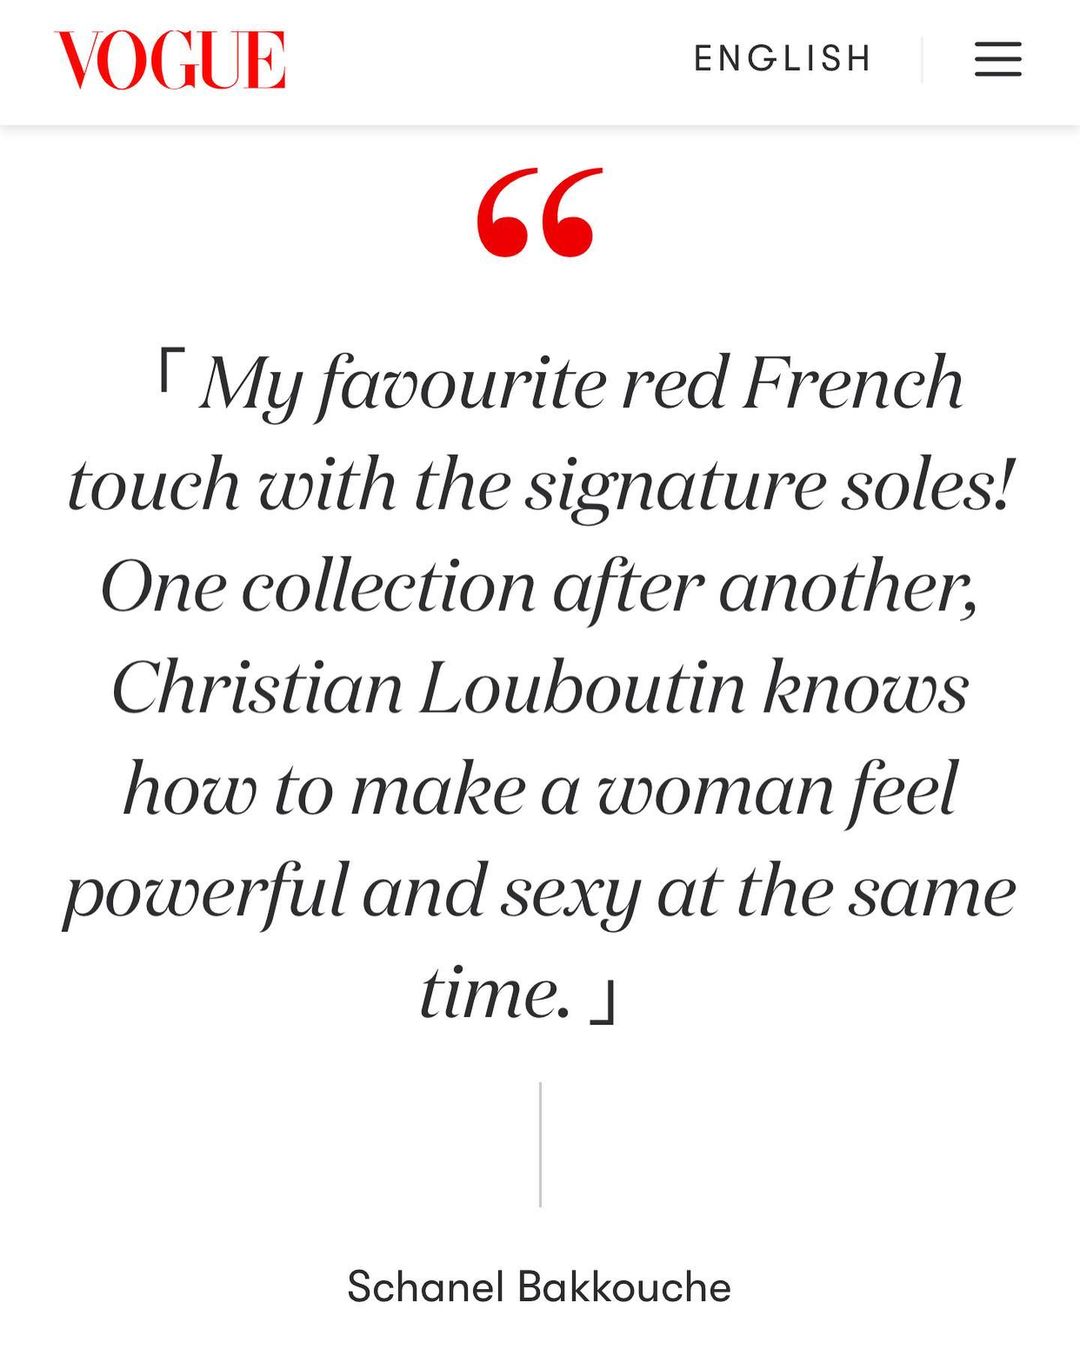 VOGUE
ENGLISH
“
「 My favourite red French
touch with the signature soles!
One collection after another,
Christian Louboutin knows
how to make a woman feel
powerful and sexy at the same
time. 」
Schanel Bakkouche